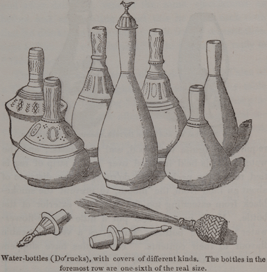 Water-bottles (Do'rucks), with covers of different kinds. The bottles in the
foremost row are one-sixth of the real size.